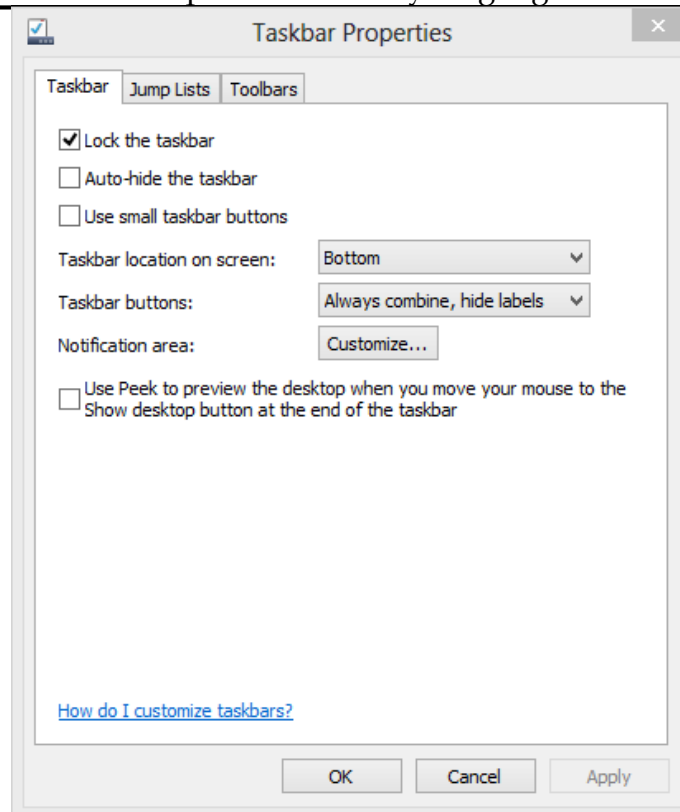 Taskbar Properties
Taskbar
Jump Lists
Toolbars
Lock the taskbar
Auto-hide the taskbar
Use small taskbar buttons
Taskbar location on screen: Bottom
Taskbar buttons: Always combine, hide labels
Notification area: Customize...
Use Peek to preview the desktop when you move your mouse to the
Show desktop button at the end of the taskbar
How do I customize taskbars?
OK Cancel Apply